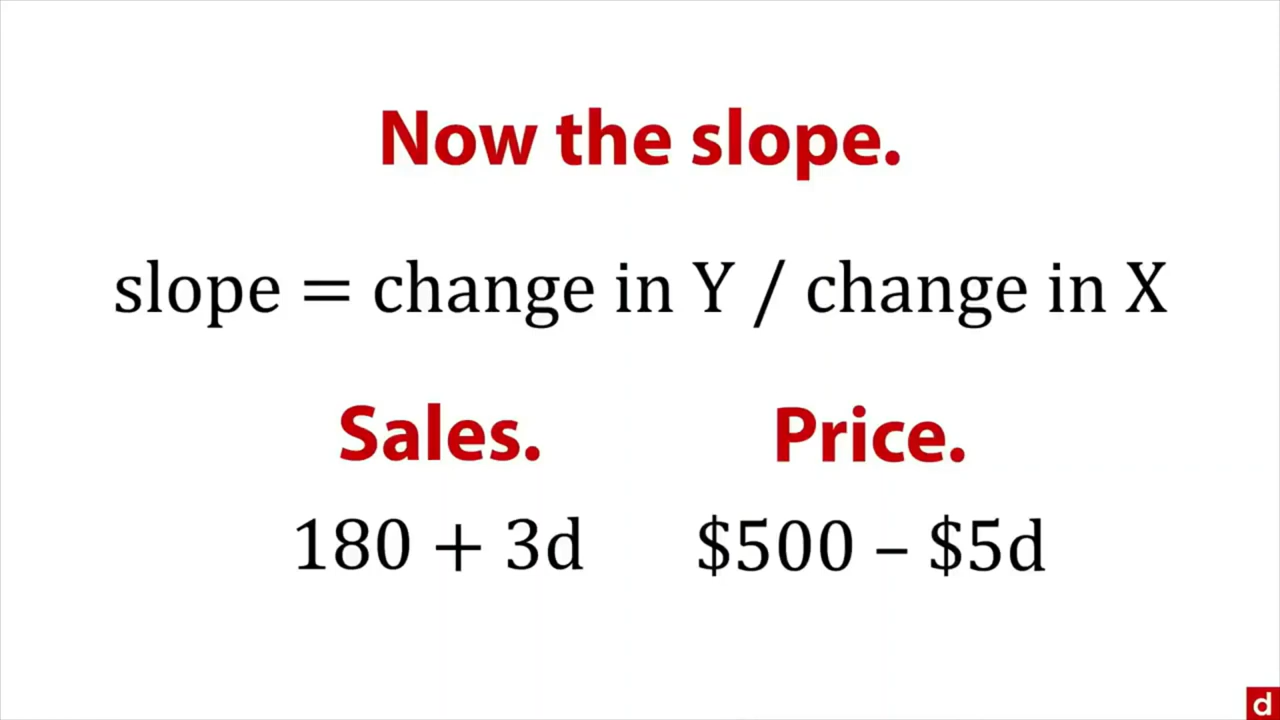 Now the slope.
slope = change in Y / change in X
Sales. Price.
180 + 3d $500 – $5d
d